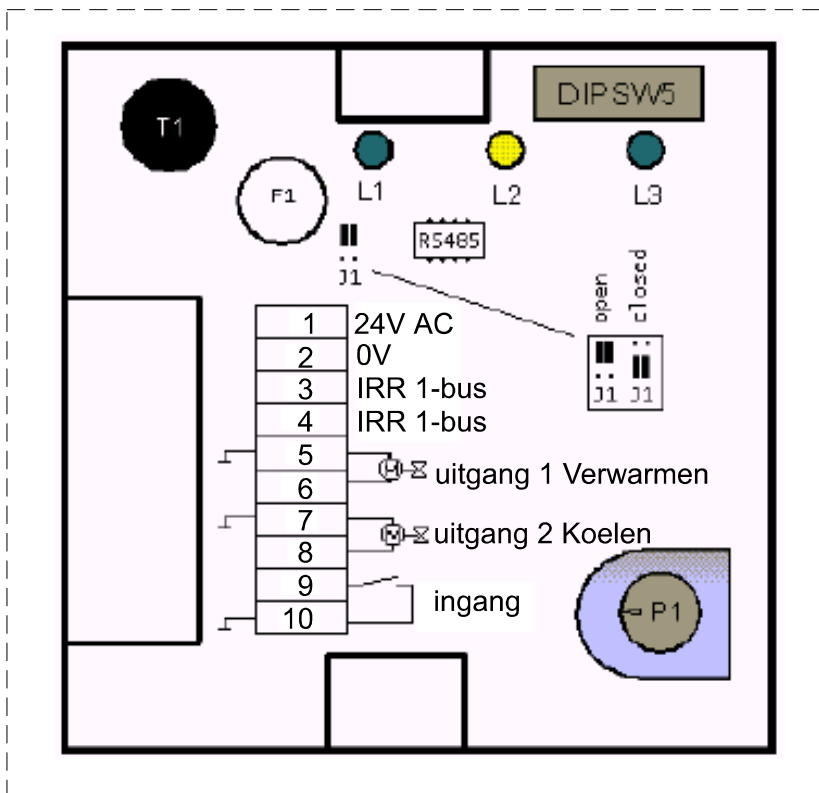 DIPSW5
T1
F1
L1
L2
L3
RS485
J1
open
closed
J1 J1
1 24V AC
2 0V
3 IRR 1-bus
4 IRR 1-bus
5
6
uitgang 1 Verwarmen
7
8
uitgang 2 Koelen
9
10
ingang
P1